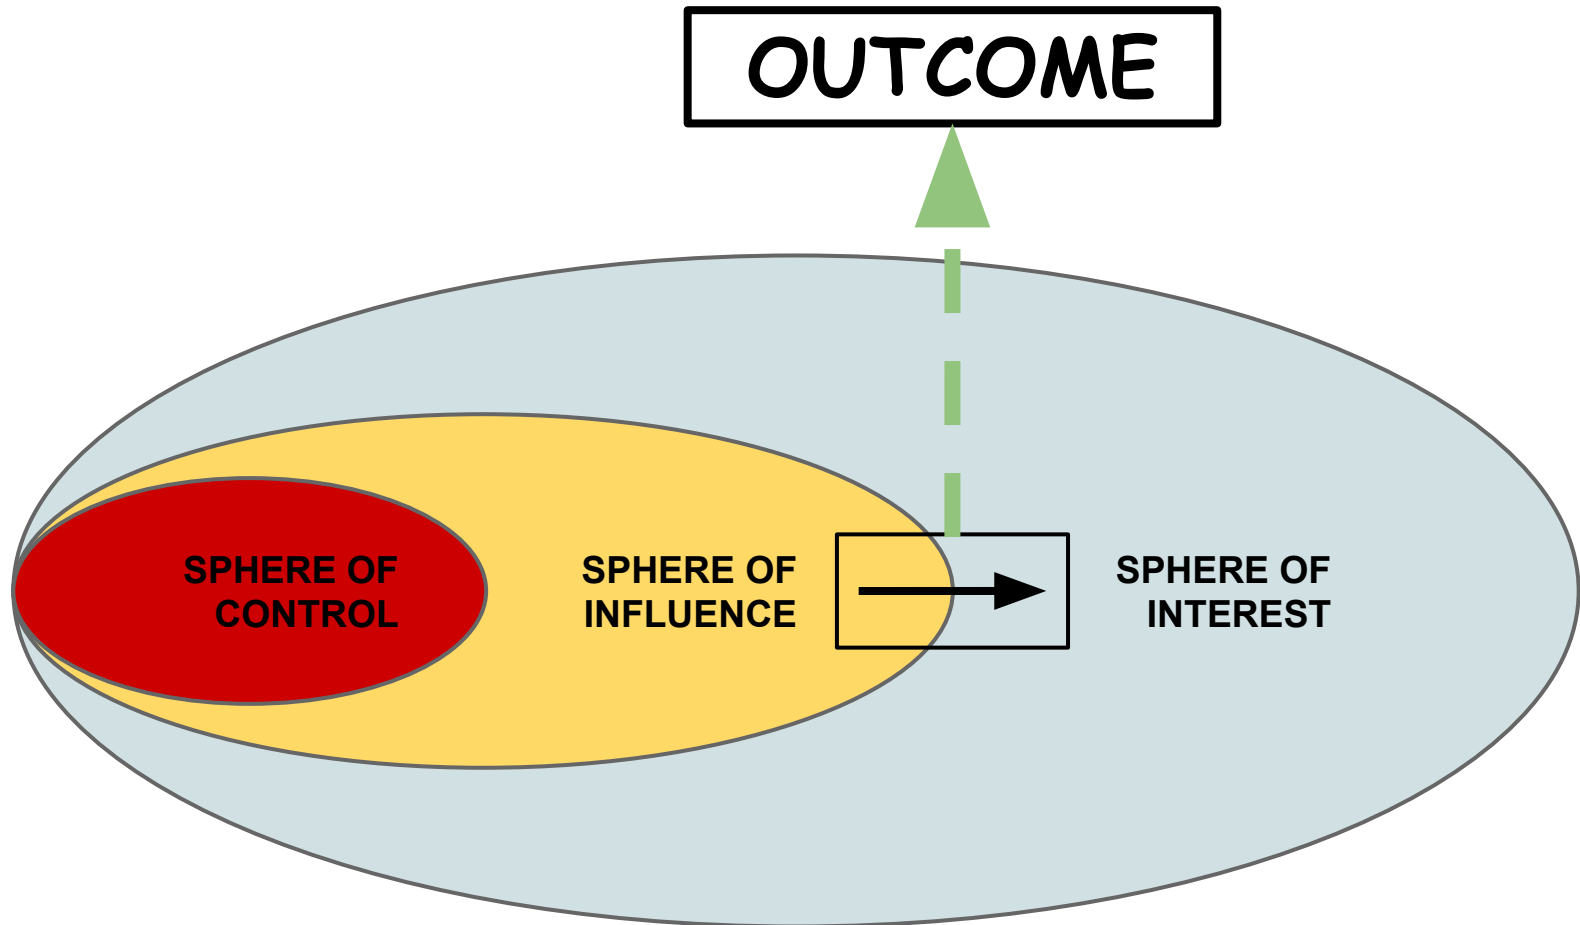 OUTCOME
SPHERE OF
CONTROL
SPHERE OF
INFLUENCE
SPHERE OF
INTEREST